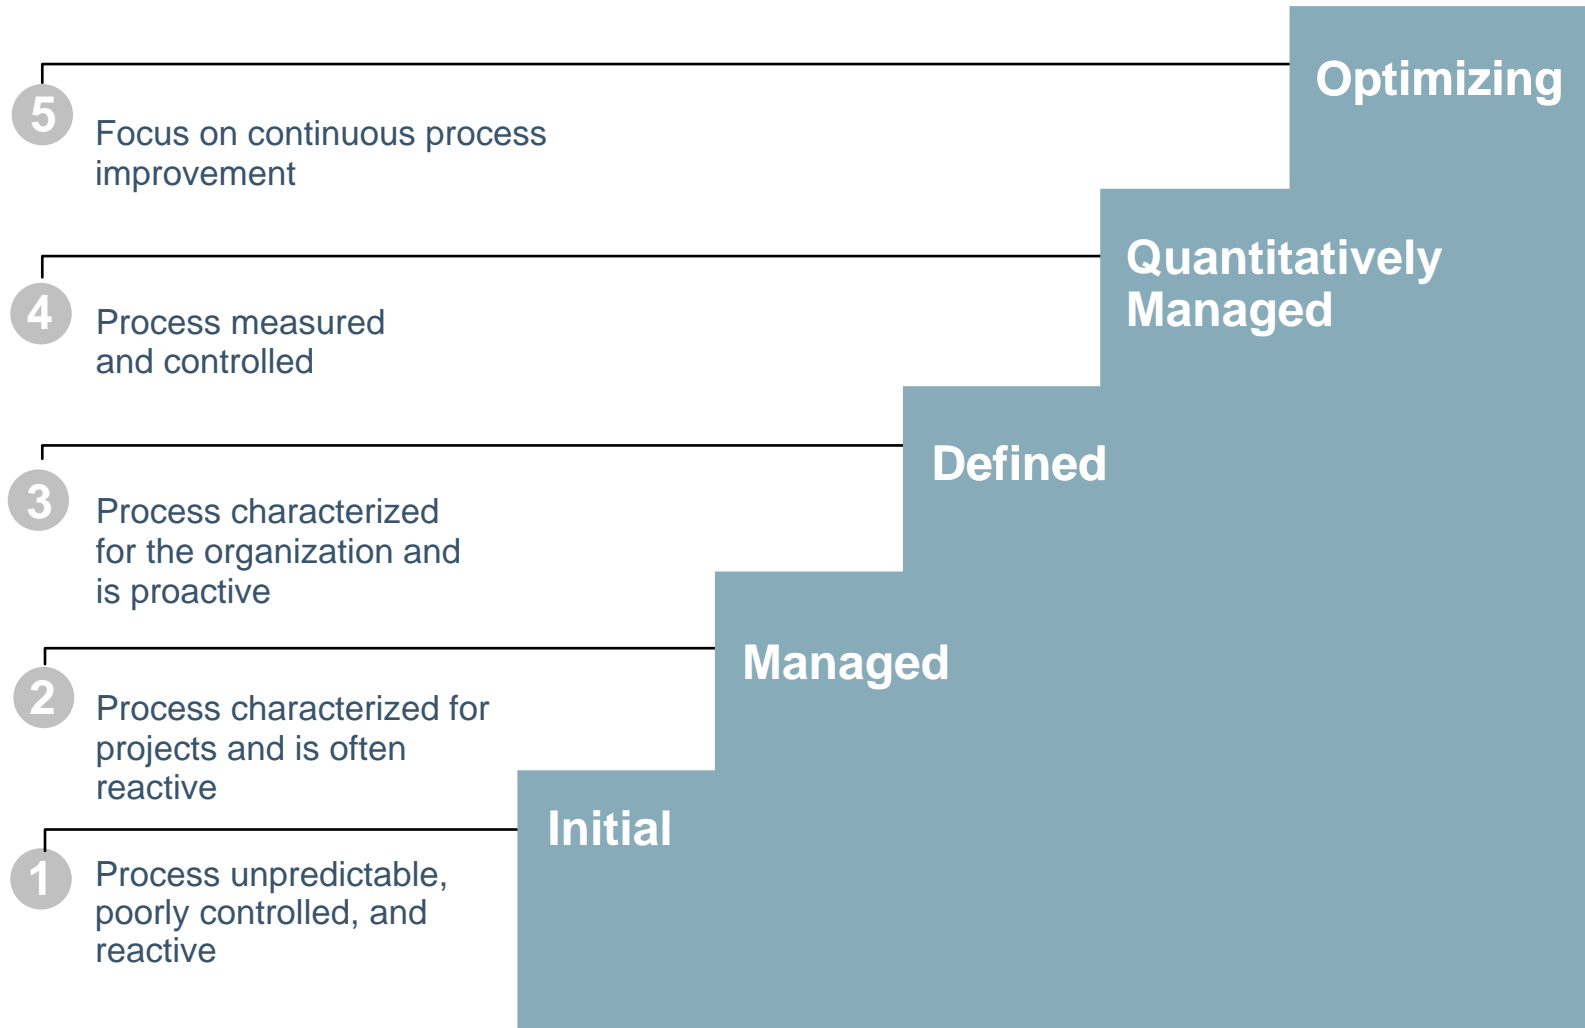 Optimizing
5
Focus on continuous process
improvement
Quantitatively
Managed
4
Process measured
and controlled
Defined
3
Process characterized
for the organization and
is proactive
Managed
2
Process characterized for
projects and is often
reactive
Initial
1
Process unpredictable,
poorly controlled, and
reactive